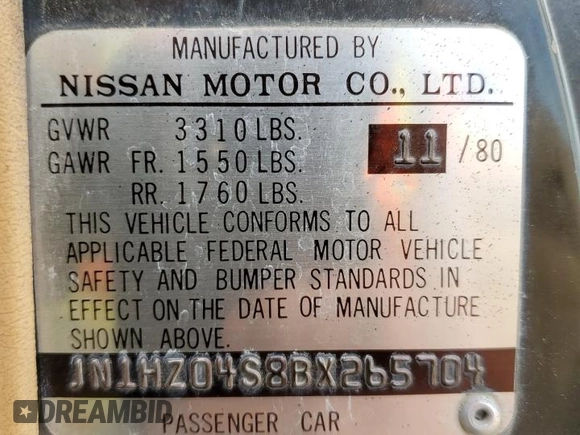 MANUFACTURED BY
NISSAN MOTOR CO., LTD.
GVWR 3310 LBS.
11 / 80
GAWR FR. 1550 LBS.
RR. 1760 LBS.
THIS VEHICLE CONFORMS TO ALL
APPLICABLE FEDERAL MOTOR VEHICLE
SAFETY AND BUMPER STANDARDS IN
EFFECT ON THE DATE OF MANUFACTURE
SHOWN ABOVE.
JN1HZ04S8BX265704
DREAMBID
PASSENGER CAR